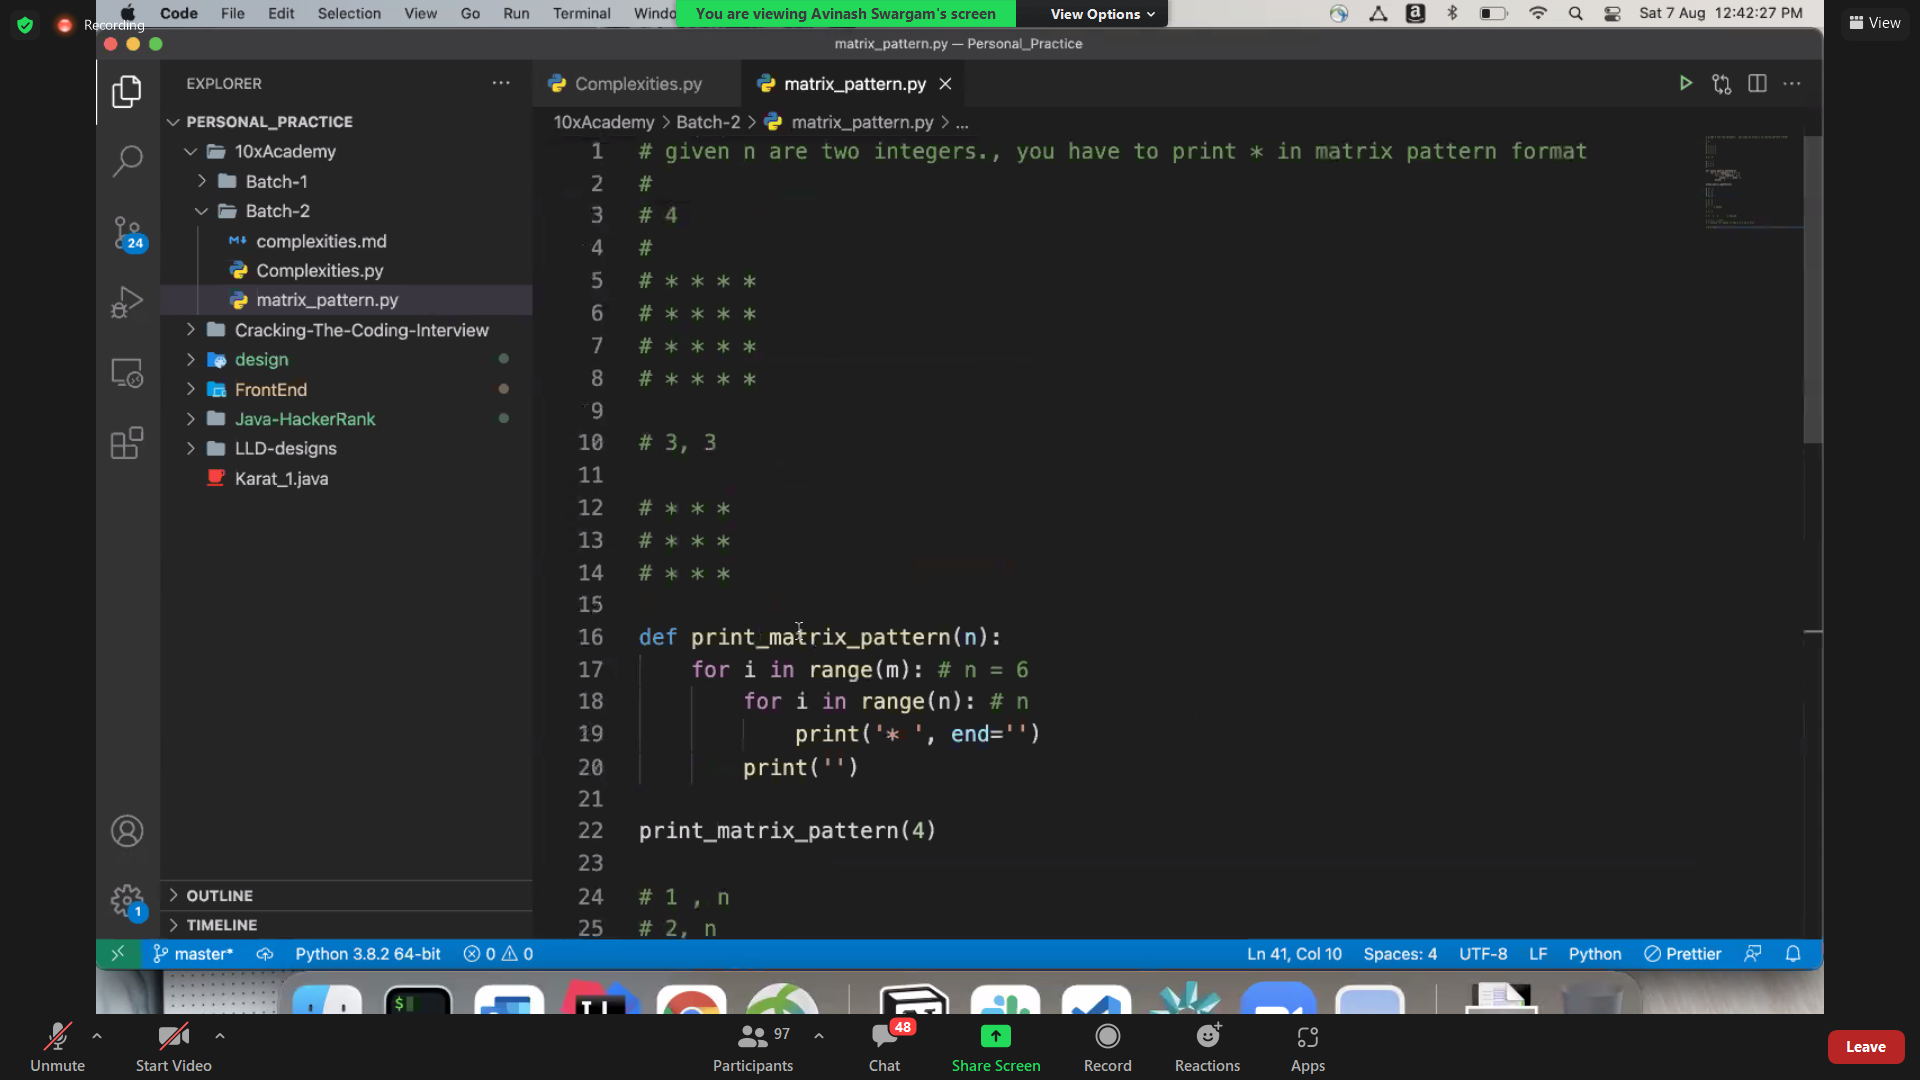 Recording
Code File Edit Selection View Go Run Terminal Windo
You are viewing Avinash Swargam's screen
View Options
Sat 7 Aug 12:42:27 PM
View
matrix_pattern.py — Personal_Practice
EXPLORER
Complexities.py
matrix_pattern.py
10xAcademy > Batch-2 > matrix_pattern.py > ...
PERSONAL_PRACTICE
10xAcademy
Batch-1
Batch-2
complexities.md
Complexities.py
matrix_pattern.py
Cracking-The-Coding-Interview
design
FrontEnd
Java-HackerRank
LLD-designs
Karat_1.java
24
1
OUTLINE
TIMELINE
1 # given n are two integers., you have to print * in matrix pattern format
2 #
3 # 4
4 #
5 # * * * *
6 # * * * *
7 # * * * *
8 # * * * *
9
10 # 3, 3
11
12 # * * *
13 # * * *
14 # * * *
15
16 def print_matrix_pattern(n):
17 for i in range(m): # n = 6
18 for i in range(n): # n
19 print('* ', end='')
20 print('')
21
22 print_matrix_pattern(4)
23
24 # 1 , n
25 # 2, n
master* Python 3.8.2 64-bit 0 0
Ln 41, Col 10 Spaces: 4 UTF-8 LF Python Prettier
$
Unmute
Start Video
Participants
97
Chat
48
Share Screen
Record
Reactions
Apps
Leave